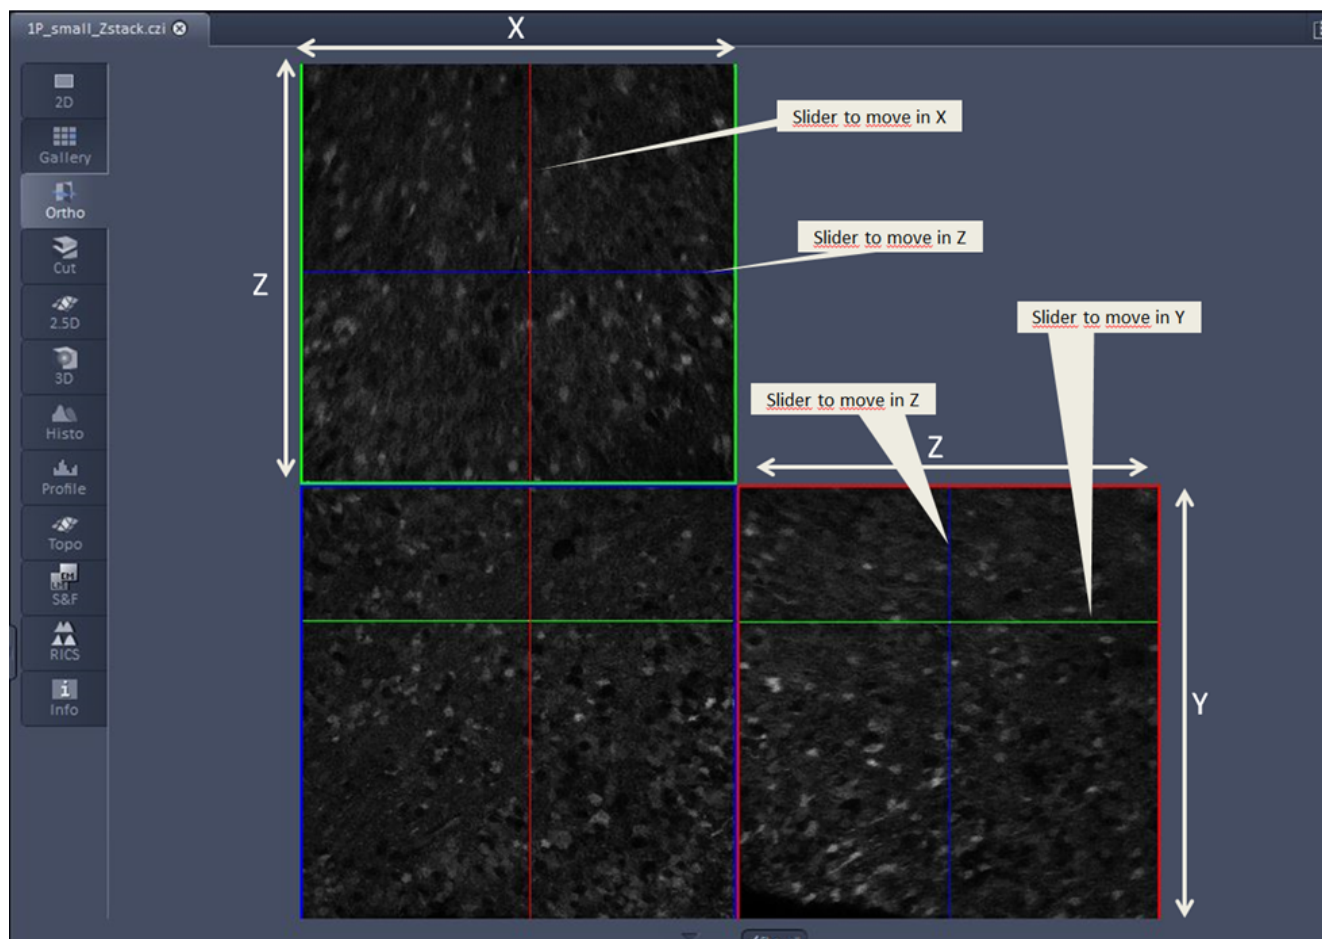 1P_small_Zstack.czi
X
2D
Gallery
Ortho
Cut
2.5D
3D
Histo
Profile
Topo
S&F
RICS
Info
Slider to move in X
Slider to move in Z
Z
Slider to move in Y
Slider to move in Z
Z
Y